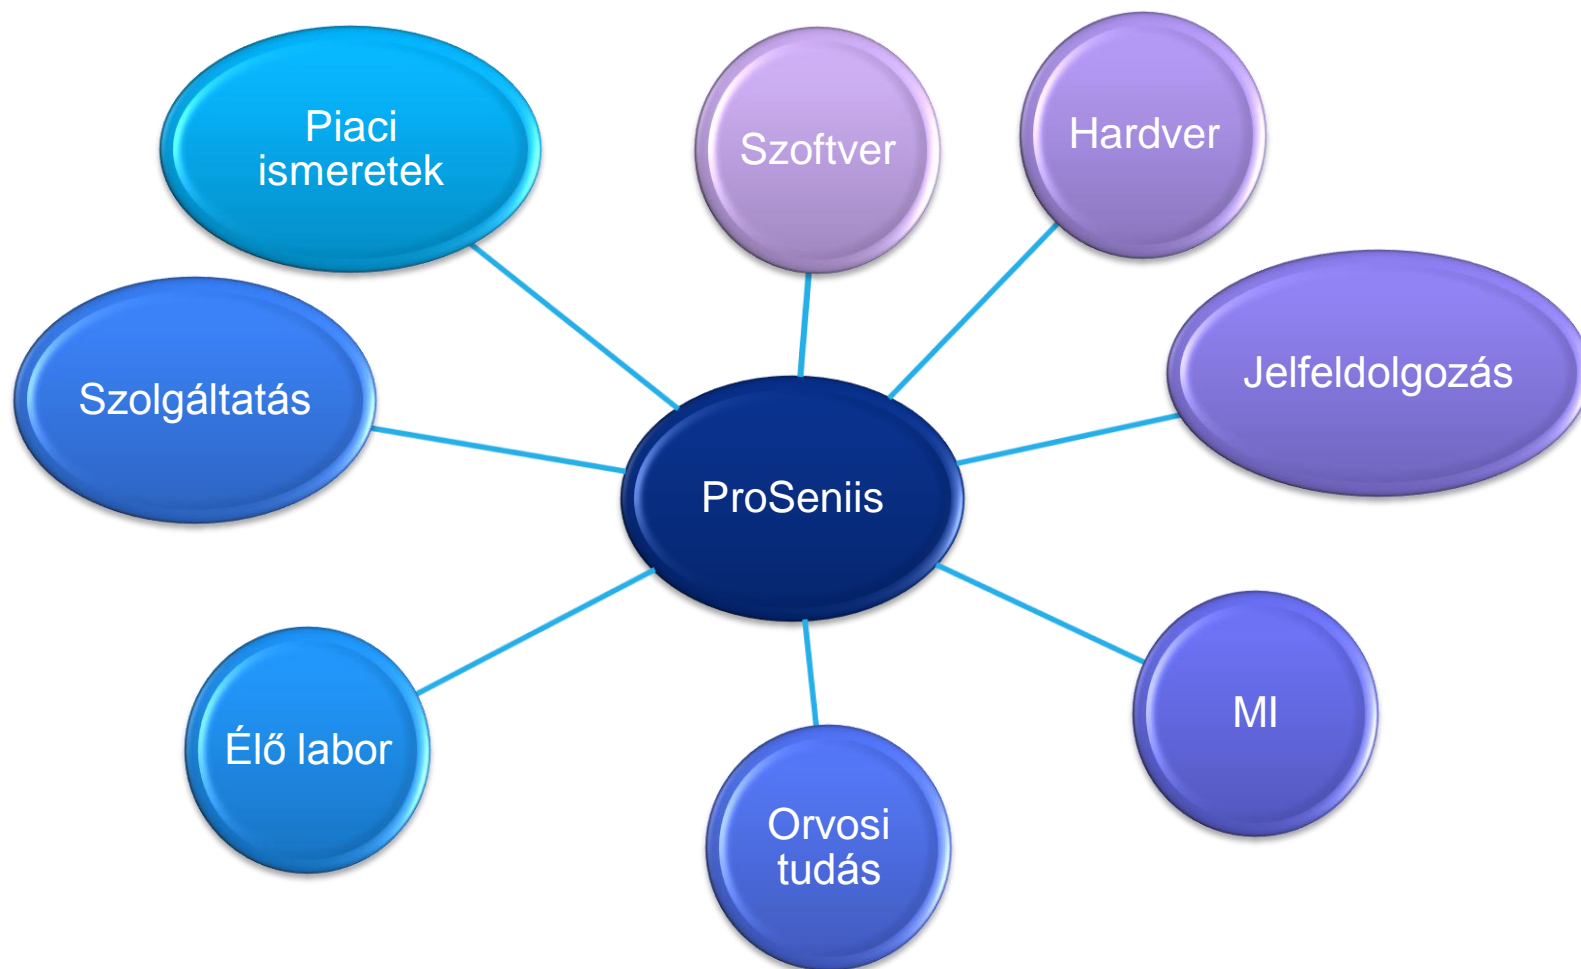 Piaci
ismeretek
Szoftver
Hardver
Szolgáltatás
Jelfeldolgozás
ProSeniis
Élő labor
MI
Orvosi
tudás